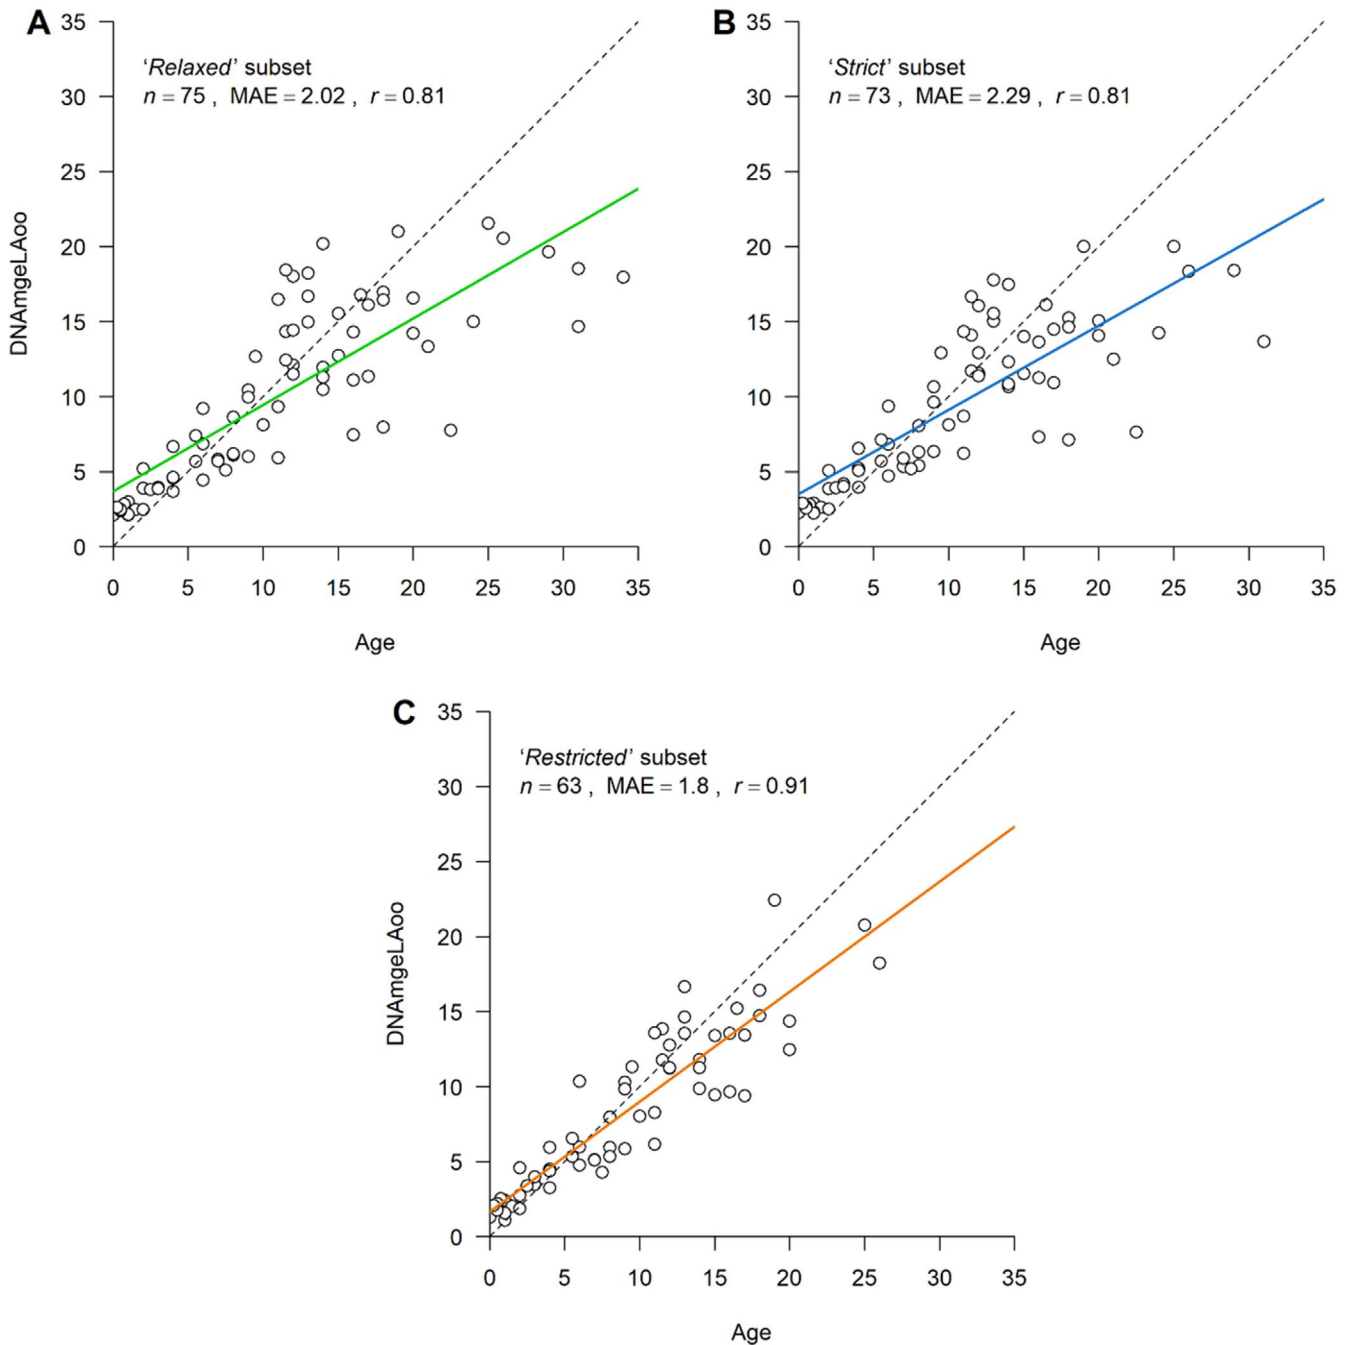 A
'Relaxed' subset
n = 75 , MAE = 2.02 , r = 0.81
DNAmgeLAoo
35
30
25
20
15
10
5
0
0 5 10 15 20 25 30 35
Age
B
'Strict' subset
n = 73 , MAE = 2.29 , r = 0.81
35
30
25
20
15
10
5
0
0 5 10 15 20 25 30 35
Age
C
'Restricted' subset
n = 63 , MAE = 1.8 , r = 0.91
DNAmgeLAoo
35
30
25
20
15
10
5
0
0 5 10 15 20 25 30 35
Age